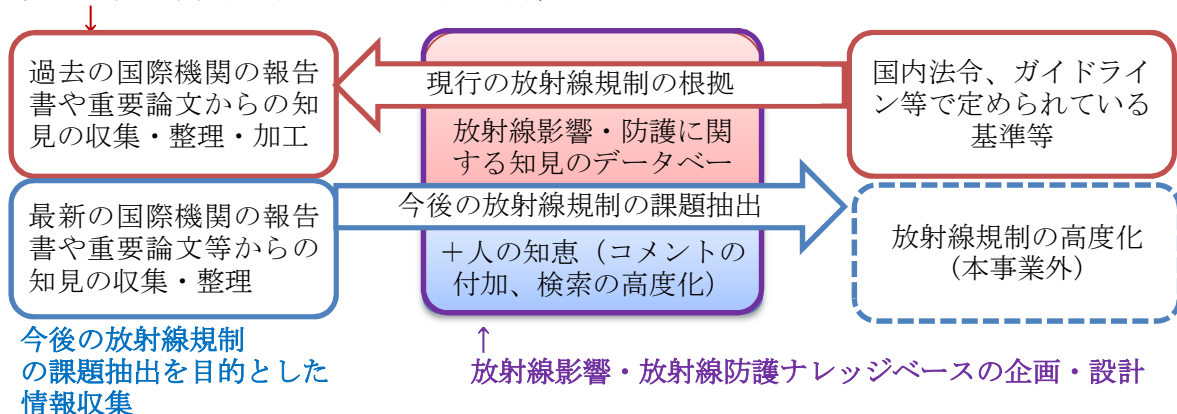 過去の国際機関の報告
書や重要論文からの知
見の収集・整理・加工
現行の放射線規制の根拠
国内法令、ガイドライ
ン等で定められている
基準等
放射線影響・防護に関
する知見のデータベー
最新の国際機関の報告
書や重要論文等からの
知見の収集・整理
今後の放射線規制の課題抽出
+人の知恵(コメントの
付加、検索の高度化)
放射線規制の高度化
(本事業外)
今後の放射線規制
の課題抽出を目的とした
情報収集
放射線影響・放射線防護ナレッジベースの企画・設計